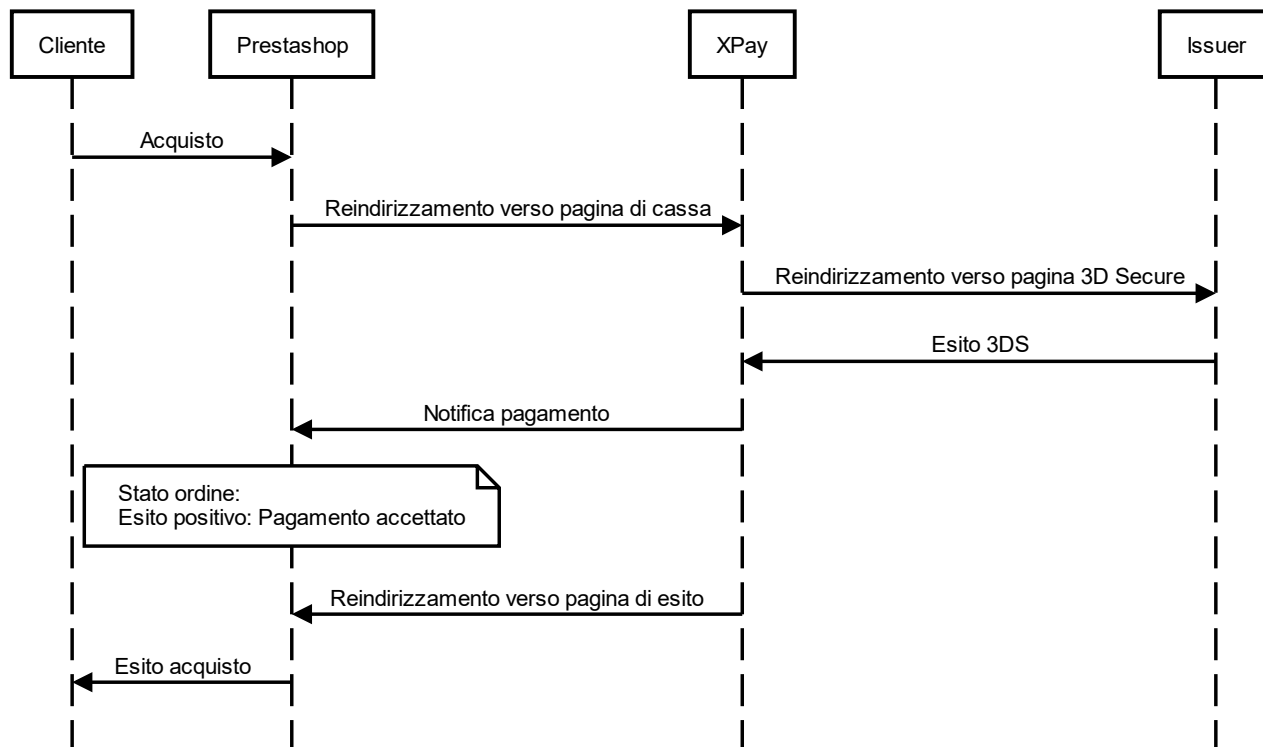 Cliente
Prestashop
XPay
Issuer
Acquisto
Reindirizzamento verso pagina di cassa
Reindirizzamento verso pagina 3D Secure
Esito 3DS
Notifica pagamento
Stato ordine:
Esito positivo: Pagamento accettato
Reindirizzamento verso pagina di esito
Esito acquisto